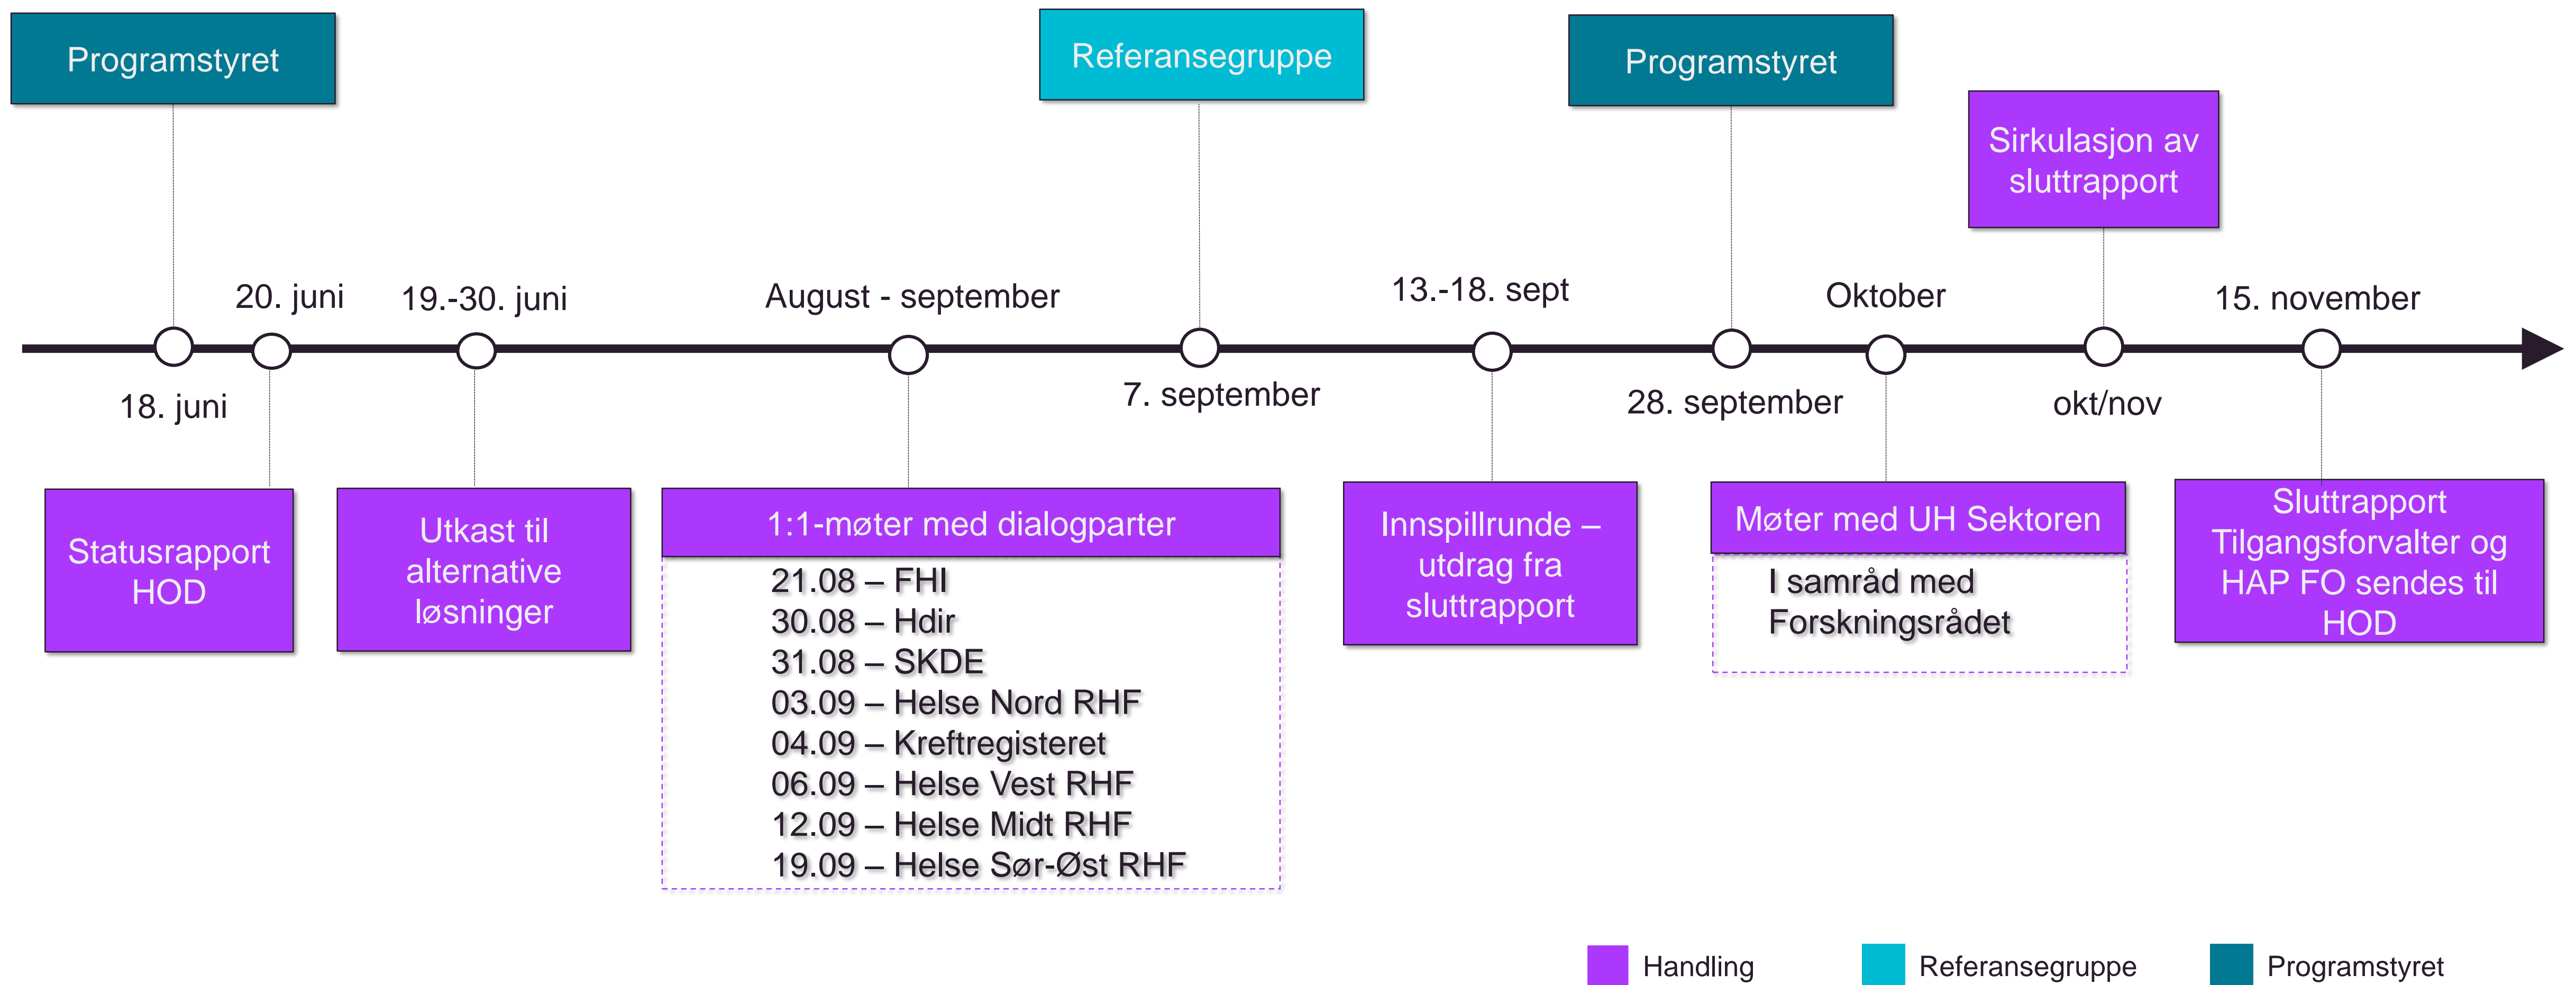 Programstyret
Referansegruppe
Programstyret
Sirkulasjon av
sluttrapport
20. juni
19.-30. juni
August - september
13.-18. sept
Oktober
15. november
18. juni
7. september
28. september
okt/nov
Statusrapport
HOD
Utkast til
alternative
løsninger
1:1-møter med dialogparter
21.08 – FHI
30.08 – Hdir
31.08 – SKDE
03.09 – Helse Nord RHF
04.09 – Kreftregisteret
06.09 – Helse Vest RHF
12.09 – Helse Midt RHF
19.09 – Helse Sør-Øst RHF
Innspillrunde –
utdrag fra
sluttrapport
Møter med UH Sektoren
I samråd med
Forskningsrådet
Sluttrapport
Tilgangsforvalter og
HAP FO sendes til
HOD
Handling
Referansegruppe
Programstyret